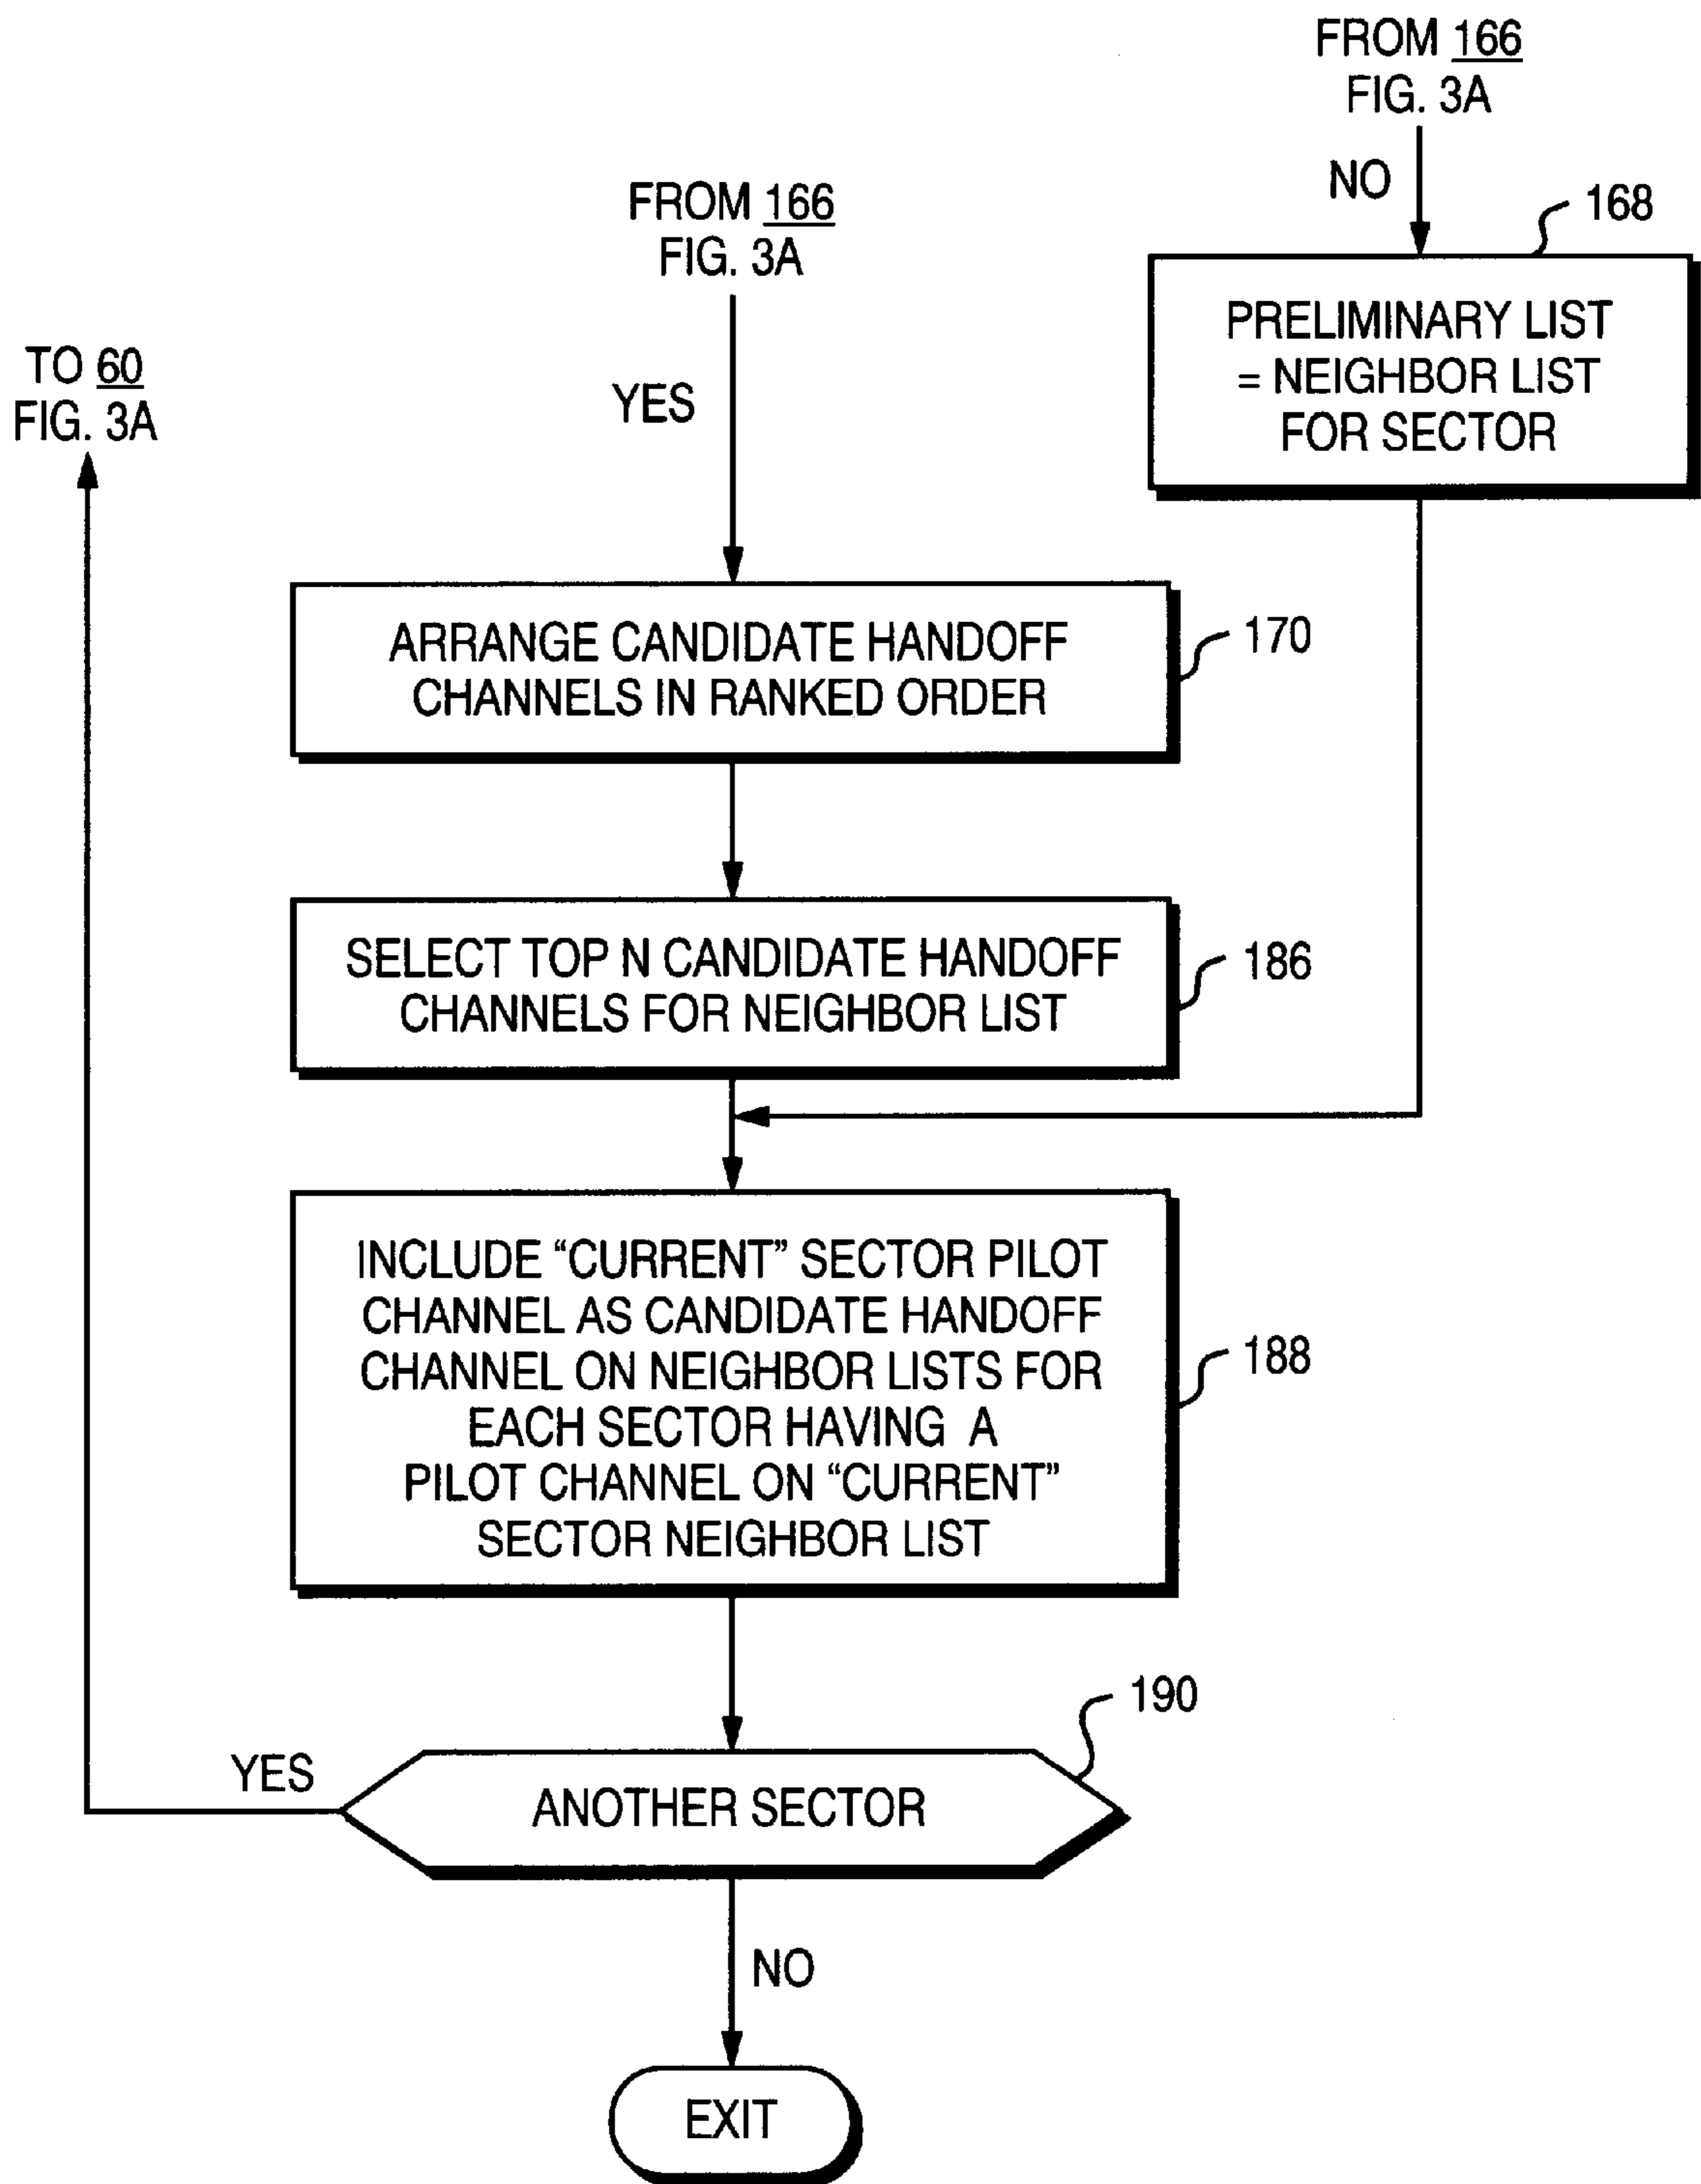 FROM 166
FIG. 3A
NO
168
FROM 166
FIG. 3A
PRELIMINARY LIST
= NEIGHBOR LIST
FOR SECTOR
TO 60
FIG. 3A
YES
ARRANGE CANDIDATE HANDOFF
CHANNELS IN RANKED ORDER
170
SELECT TOP N CANDIDATE HANDOFF
CHANNELS FOR NEIGHBOR LIST
186
INCLUDE “CURRENT” SECTOR PILOT
CHANNEL AS CANDIDATE HANDOFF
CHANNEL ON NEIGHBOR LISTS FOR
EACH SECTOR HAVING A
PILOT CHANNEL ON “CURRENT”
SECTOR NEIGHBOR LIST
188
190
YES
ANOTHER SECTOR
NO
EXIT